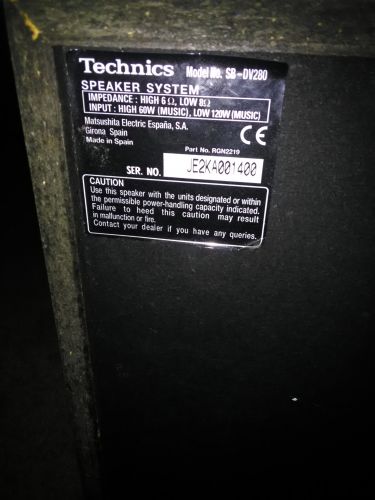 Technics Model No. SB-DV280
SPEAKER SYSTEM
IMPEDANCE : HIGH 6 Ω, LOW 8Ω
INPUT : HIGH 60W (MUSIC), LOW 120W (MUSIC)
Matsushita Electric España, S.A.
Girona Spain
Made in Spain
CE
Part No. RGN2219
SER. NO. JE2KA001400
CAUTION
Use this speaker with the units designated or within
the permissible power-handling capacity indicated.
Failure to heed this caution may result
in malfunction or fire.
Contact your dealer if you have any queries.